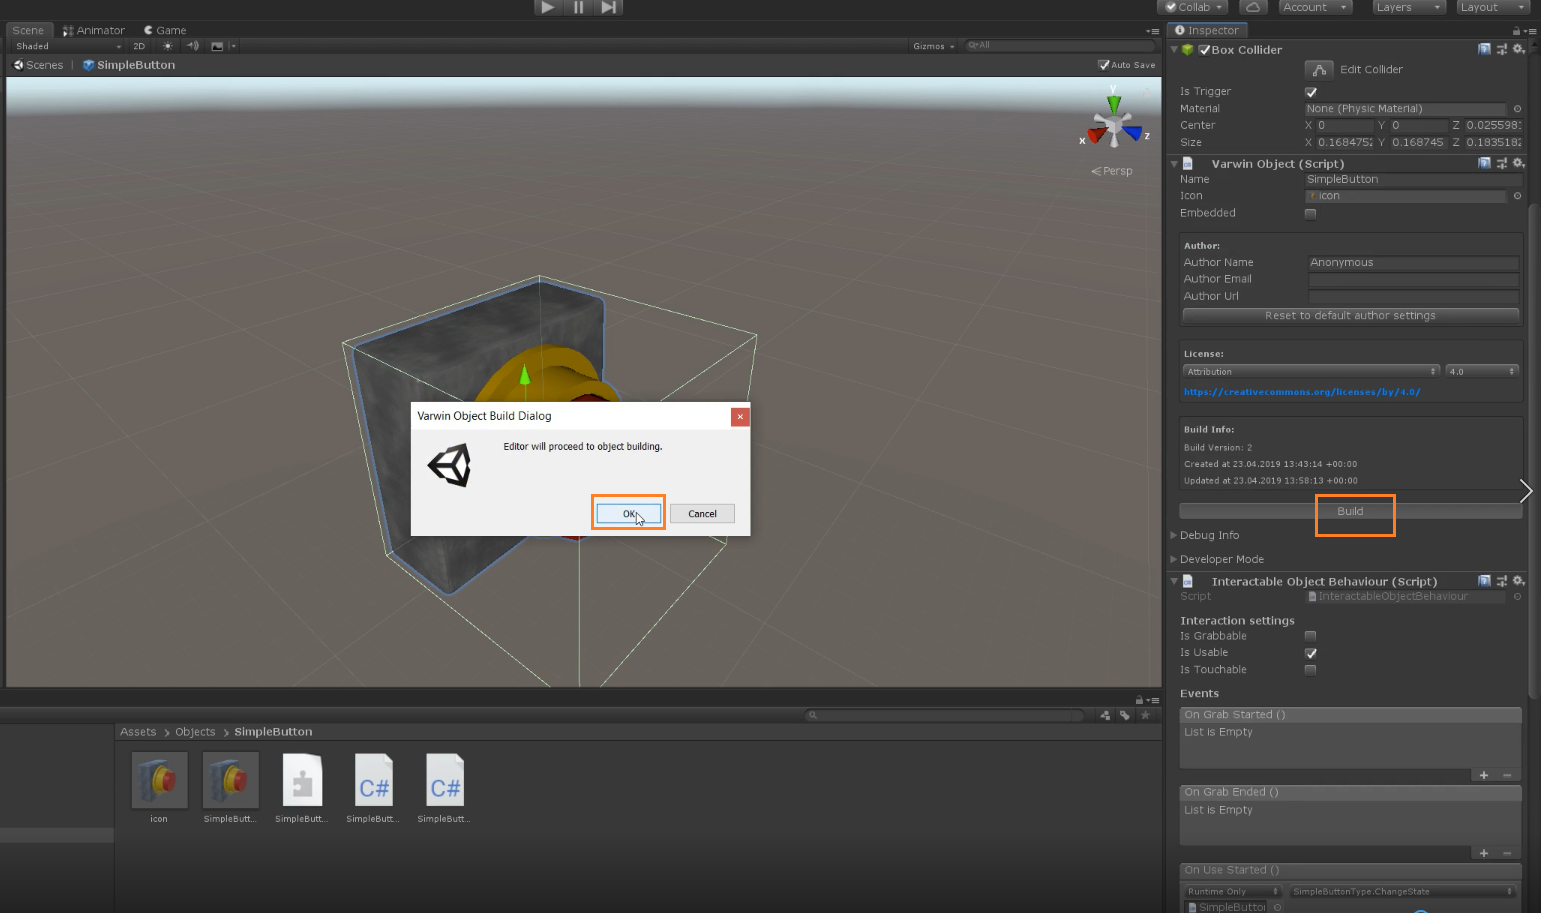 Collab
Account
Layers
Layout
Scene
Animator
Game
Shaded
2D
Gizmos
All
Scenes
SimpleButton
Auto Save
y
x
z
Persp
Varwin Object Build Dialog
Editor will proceed to object building.
OK
Cancel
Assets
Objects
SimpleButton
icon
SimpleButt...
SimpleButt...
C#
SimpleButt...
C#
SimpleButt...
Inspector
Box Collider
Edit Collider
Is Trigger
Material None (Physic Material)
Center X 0 Y 0 Z 0.0255981
Size X 0.1684752 Y 0.168745 Z 0.1835182
Varwin Object (Script)
Name SimpleButton
Icon icon
Embedded
Author:
Author Name Anonymous
Author Email
Author Url
Reset to default author settings
License:
Attribution 4.0
https://creativecommons.org/licenses/by/4.0/
Build Info:
Build Version: 2
Created at 23.04.2019 13:43:14 +00:00
Updated at 23.04.2019 13:58:13 +00:00
Build
Debug Info
Developer Mode
Interactable Object Behaviour (Script)
Script InteractableObjectBehaviour
Interaction settings
Is Grabbable
Is Usable
Is Touchable
Events
On Grab Started ()
List is Empty
On Grab Ended ()
List is Empty
On Use Started ()
Runtime Only SimpleButtonType.ChangeState
SimpleButton